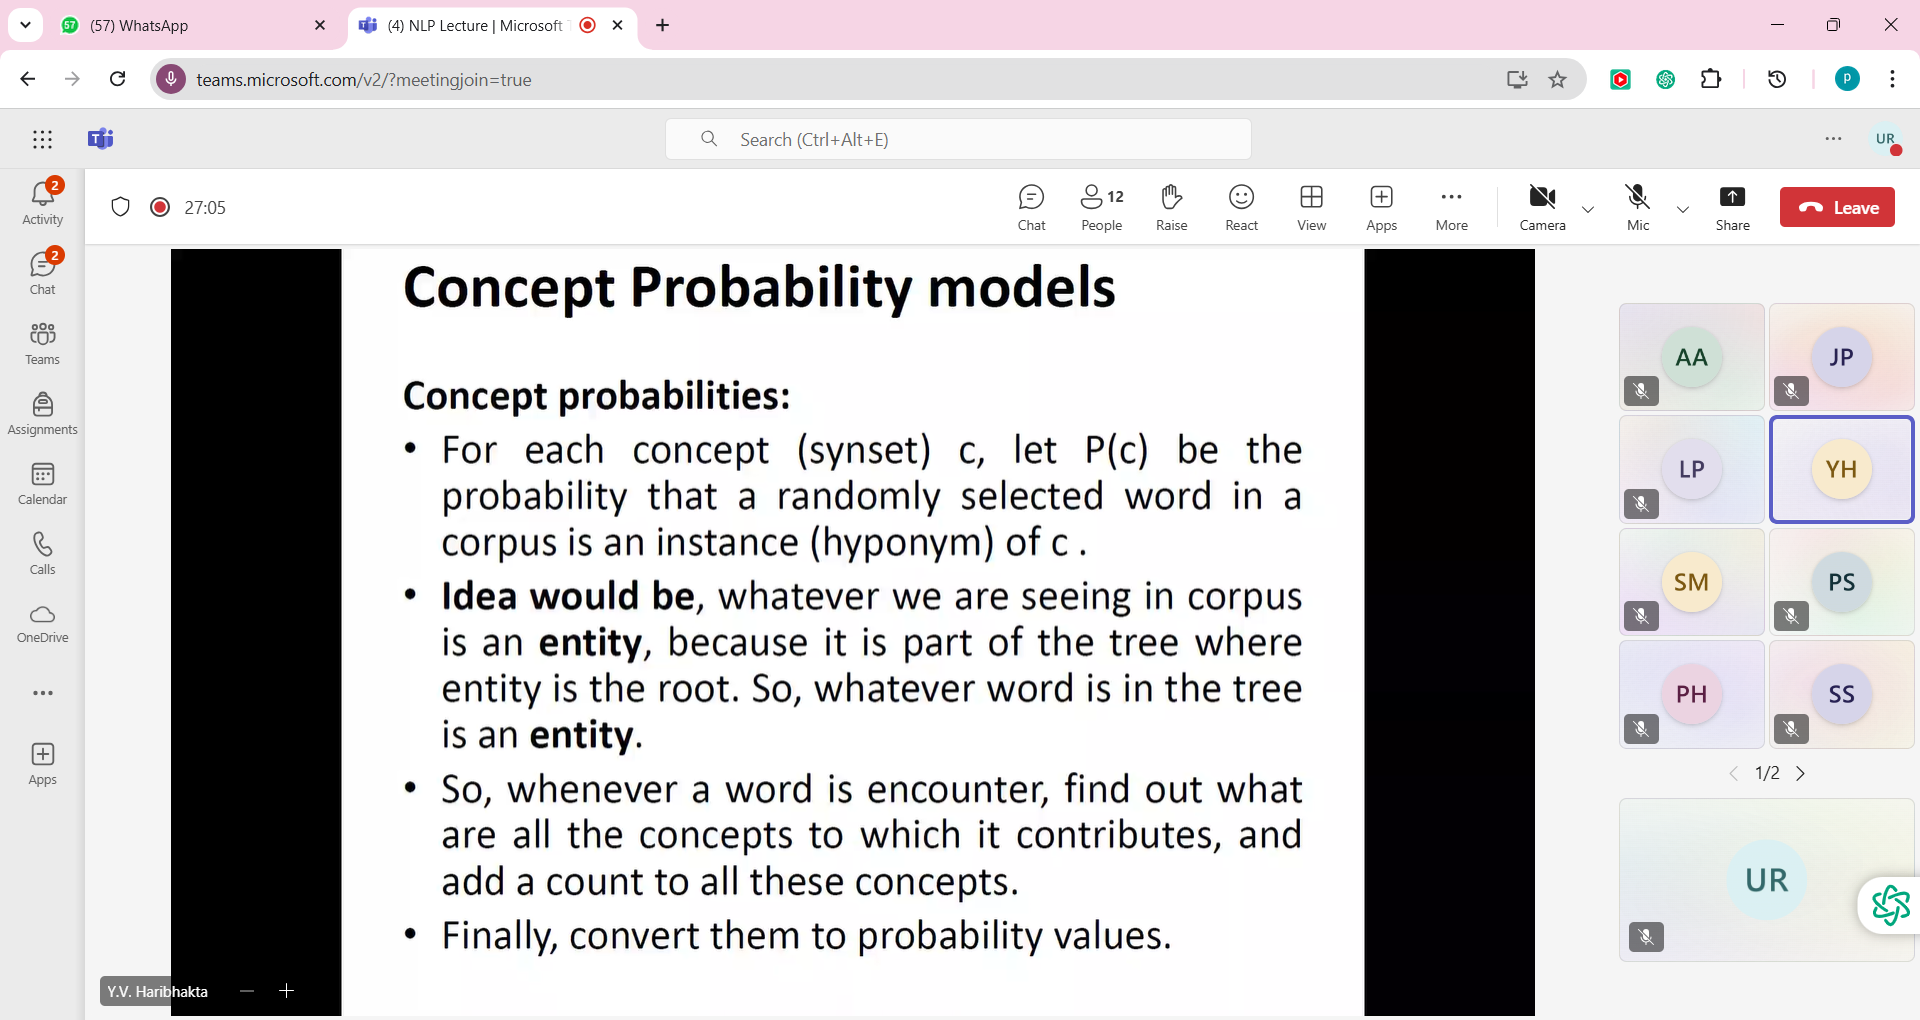 57
(57) WhatsApp
(4) NLP Lecture | Microsoft
teams.microsoft.com/v2/?meetingjoin=true
P
Search (Ctrl+Alt+E)
UR
2
Activity
2
Chat
Teams
Assignments
Calendar
Calls
OneDrive
Apps
27:05
Chat
12
People
Raise
React
View
Apps
More
Camera
Mic
Share
Leave
Concept Probability models
Concept probabilities:
• For each concept (synset) c, let P(c) be the
probability that a randomly selected word in a
corpus is an instance (hyponym) of c .
• Idea would be, whatever we are seeing in corpus
is an entity, because it is part of the tree where
entity is the root. So, whatever word is in the tree
is an entity.
• So, whenever a word is encounter, find out what
are all the concepts to which it contributes, and
add a count to all these concepts.
• Finally, convert them to probability values.
Y.V. Haribhakta
AA
JP
LP
YH
SM
PS
PH
SS
1/2
UR